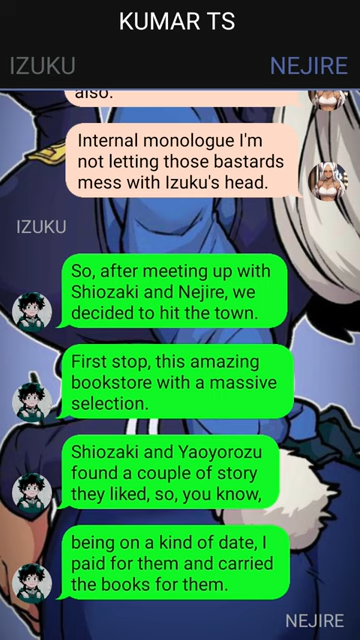 KUMAR TS
IZUKU
NEJIRE
also.
Internal monologue I'm
not letting those bastards
mess with Izuku's head.
IZUKU
So, after meeting up with
Shiozaki and Nejire, we
decided to hit the town.
First stop, this amazing
bookstore with a massive
selection.
Shiozaki and Yaoyorozu
found a couple of story
they liked, so, you know,
being on a kind of date, I
paid for them and carried
the books for them.
NEJIRE